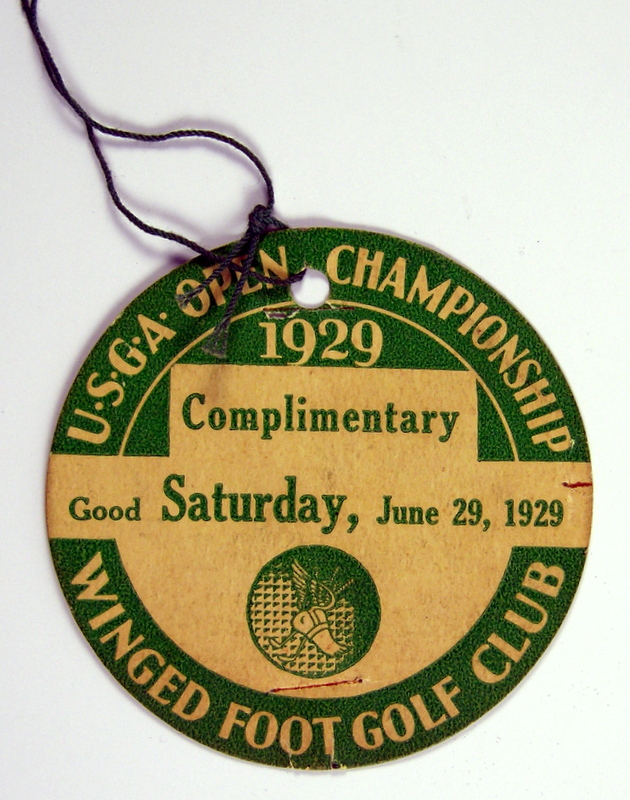 U·S·G·A· OPEN CHAMPIONSHIP
1929
Complimentary
Good Saturday, June 29, 1929
WINGED FOOT GOLF CLUB